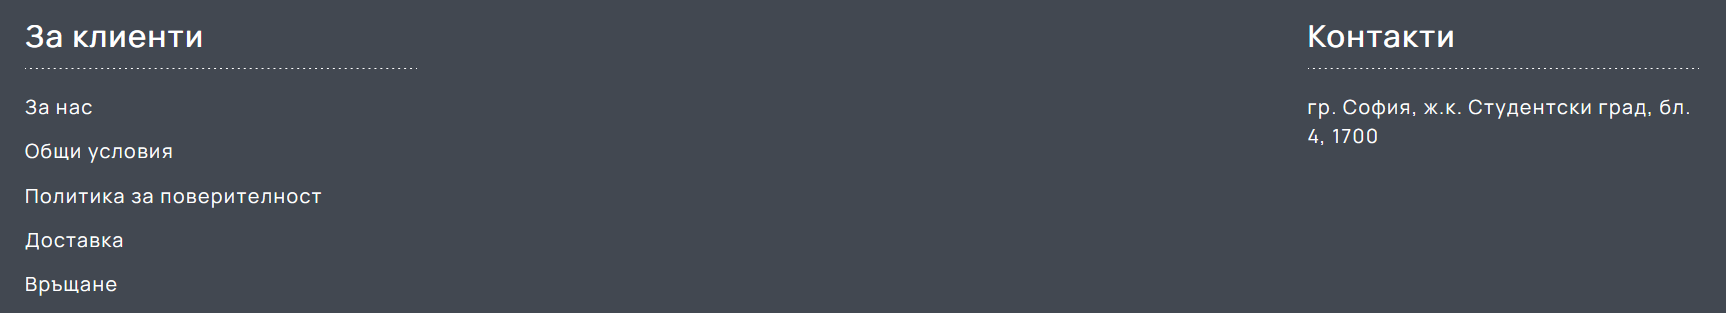 За клиенти
За нас
Общи условия
Политика за поверителност
Доставка
Връщане
Контакти
гр. София, ж.к. Студентски град, бл.
4, 1700